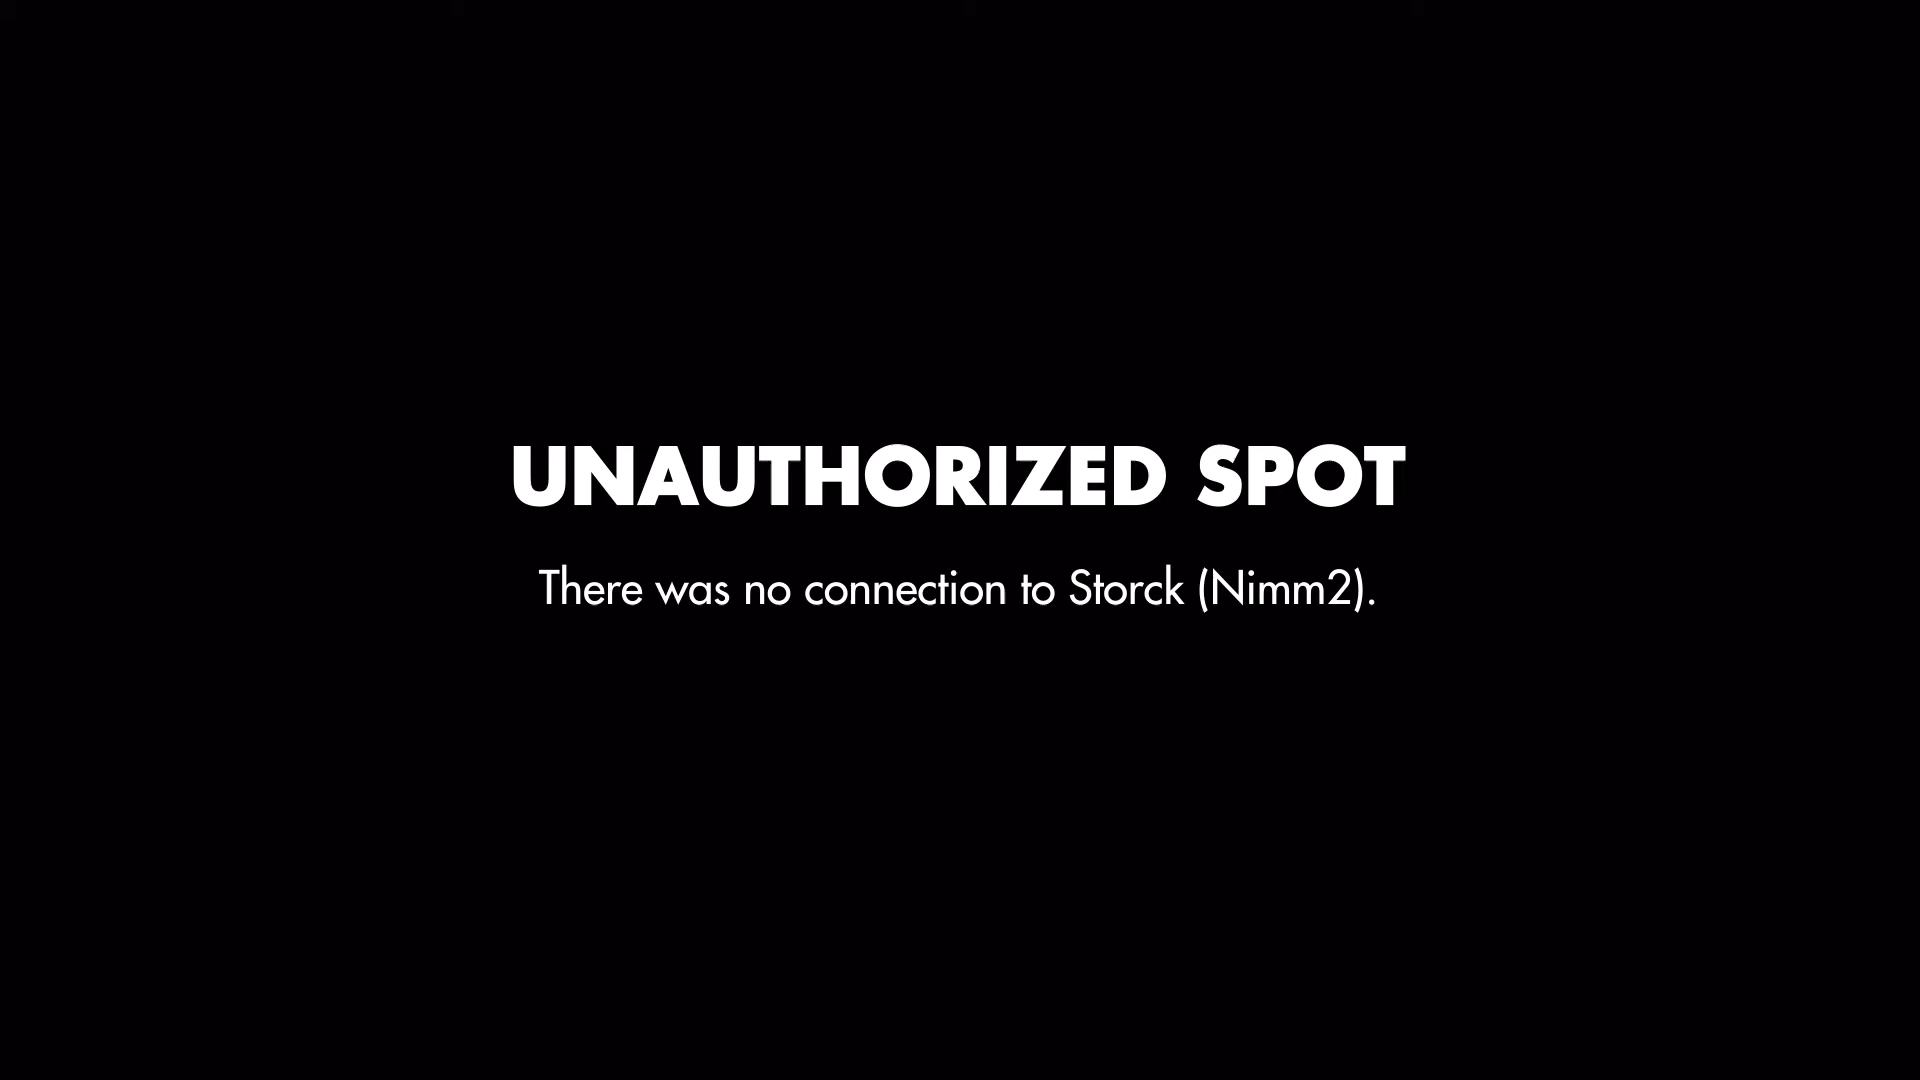 UNAUTHORIZED SPOT
There was no connection to Storck (Nimm2).